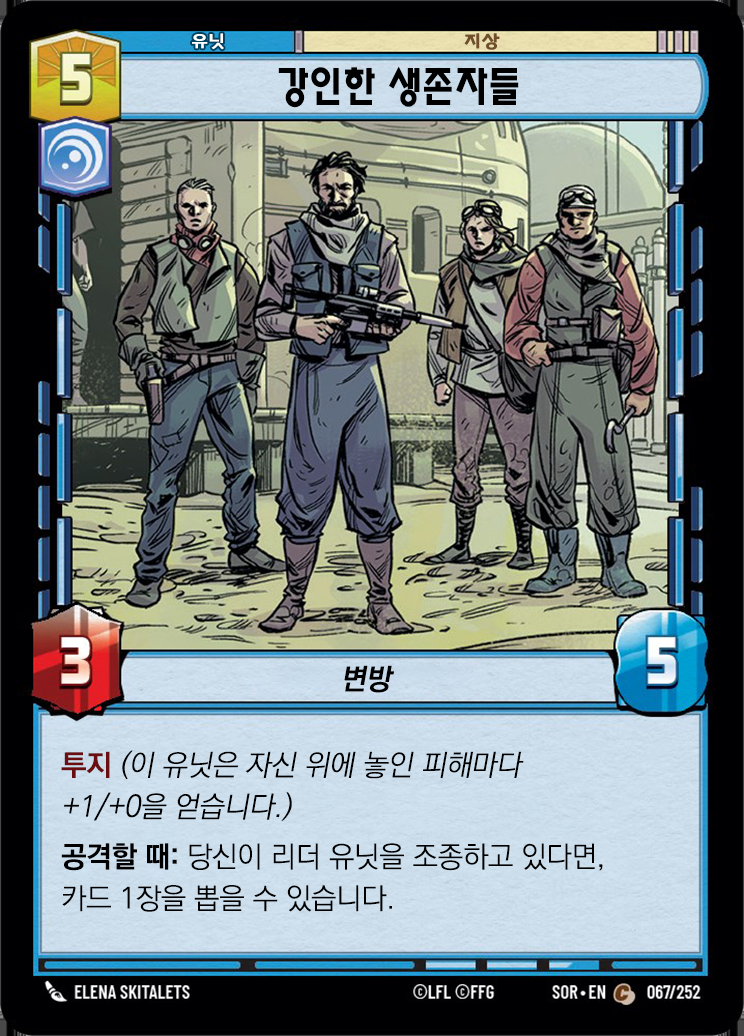 유닛
지상
5
강인한 생존자들
3
변방
5
투지 (이 유닛은 자신 위에 놓인 피해마다
+1/+0을 얻습니다.)
공격할 때: 당신이 리더 유닛을 조종하고 있다면,
카드 1장을 뽑을 수 있습니다.
ELENA SKITALETS
©LFL ©FFG
SOR•EN
C
067/252